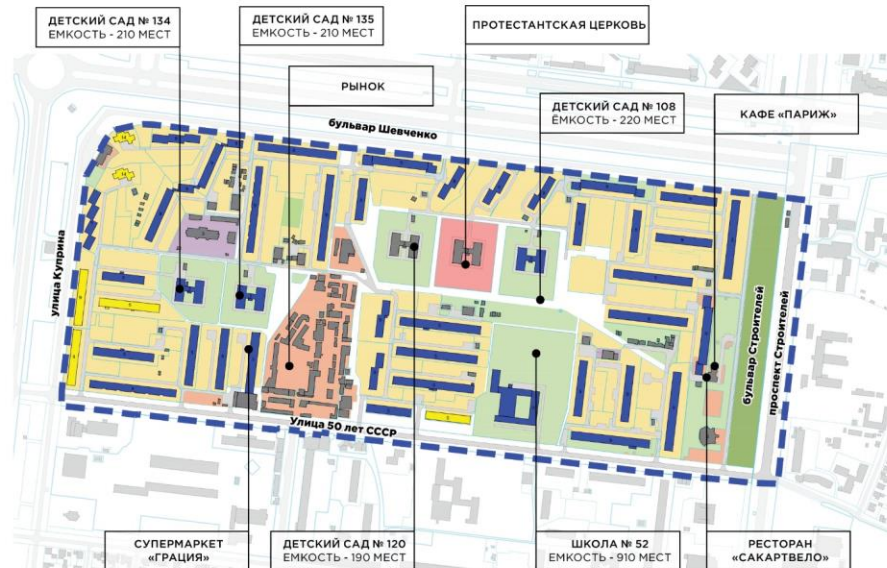 ДЕТСКИЙ САД № 134
ЕМКОСТЬ - 210 МЕСТ
ДЕТСКИЙ САД № 135
ЕМКОСТЬ - 210 МЕСТ
ПРОТЕСТАНТСКАЯ ЦЕРКОВЬ
РЫНОК
ДЕТСКИЙ САД № 108
ЁМКОСТЬ - 220 МЕСТ
КАФЕ «ПАРИЖ»
бульвар Шевченко
улица Куприна
бульвар Строителей
проспект Строителей
Улица 50 лет СССР
СУПЕРМАРКЕТ
«ГРАЦИЯ»
ДЕТСКИЙ САД № 120
ЕМКОСТЬ - 190 МЕСТ
ШКОЛА № 52
ЕМКОСТЬ - 910 МЕСТ
РЕСТОРАН
«САКАРТВЕЛО»